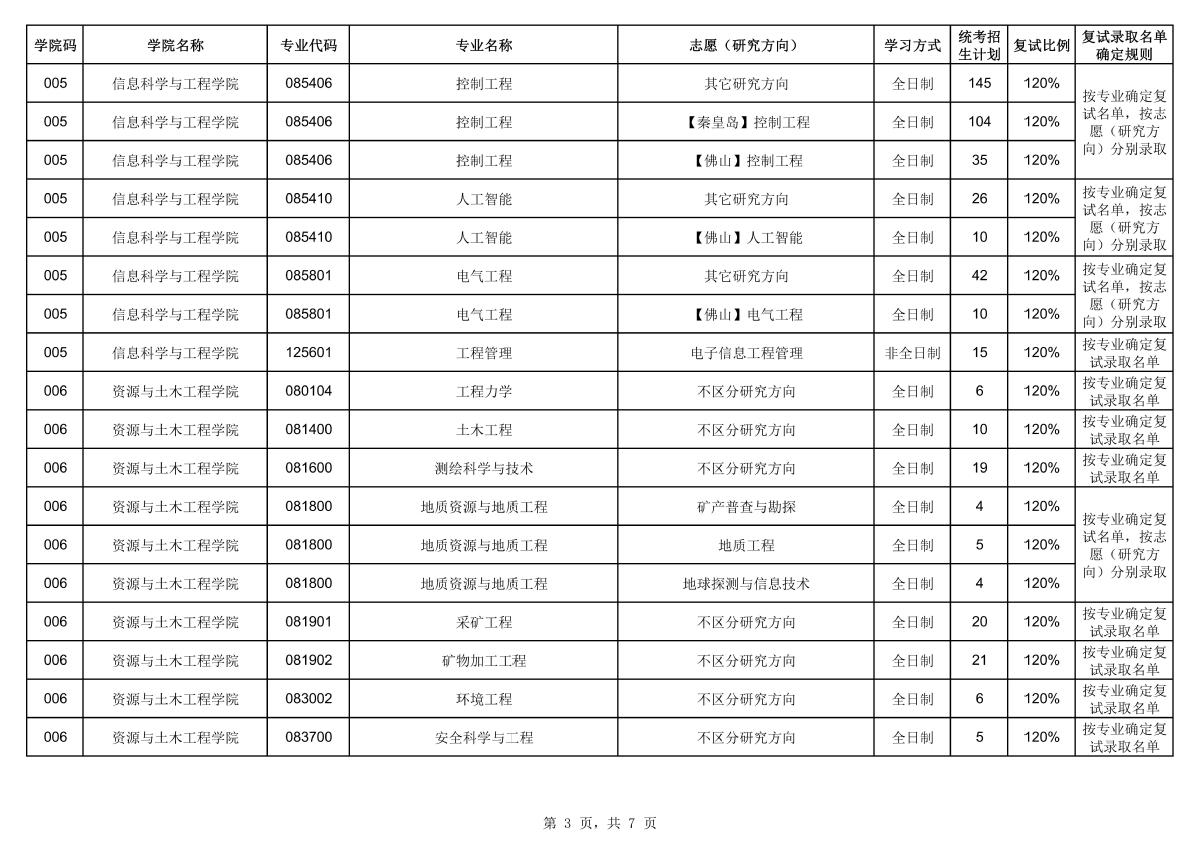 学院码 学院名称 专业代码 专业名称 志愿（研究方向） 学习方式 统考招生计划 复试比例 复试录取名单确定规则
005 信息科学与工程学院 085406 控制工程 其它研究方向 全日制 145 120% 按专业确定复试名单，按志愿（研究方向）分别录取
005 信息科学与工程学院 085406 控制工程 【秦皇岛】控制工程 全日制 104 120%
005 信息科学与工程学院 085406 控制工程 【佛山】控制工程 全日制 35 120%
005 信息科学与工程学院 085410 人工智能 其它研究方向 全日制 26 120% 按专业确定复试名单，按志愿（研究方向）分别录取
005 信息科学与工程学院 085410 人工智能 【佛山】人工智能 全日制 10 120%
005 信息科学与工程学院 085801 电气工程 其它研究方向 全日制 42 120% 按专业确定复试名单，按志愿（研究方向）分别录取
005 信息科学与工程学院 085801 电气工程 【佛山】电气工程 全日制 10 120%
005 信息科学与工程学院 125601 工程管理 电子信息工程管理 非全日制 15 120% 按专业确定复试录取名单
006 资源与土木工程学院 080104 工程力学 不区分研究方向 全日制 6 120% 按专业确定复试录取名单
006 资源与土木工程学院 081400 土木工程 不区分研究方向 全日制 10 120% 按专业确定复试录取名单
006 资源与土木工程学院 081600 测绘科学与技术 不区分研究方向 全日制 19 120% 按专业确定复试录取名单
006 资源与土木工程学院 081800 地质资源与地质工程 矿产普查与勘探 全日制 4 120% 按专业确定复试名单，按志愿（研究方向）分别录取
006 资源与土木工程学院 081800 地质资源与地质工程 地质工程 全日制 5 120%
006 资源与土木工程学院 081800 地质资源与地质工程 地球探测与信息技术 全日制 4 120%
006 资源与土木工程学院 081901 采矿工程 不区分研究方向 全日制 20 120% 按专业确定复试录取名单
006 资源与土木工程学院 081902 矿物加工工程 不区分研究方向 全日制 21 120% 按专业确定复试录取名单
006 资源与土木工程学院 083002 环境工程 不区分研究方向 全日制 6 120% 按专业确定复试录取名单
006 资源与土木工程学院 083700 安全科学与工程 不区分研究方向 全日制 5 120% 按专业确定复试录取名单
第 3 页，共 7 页